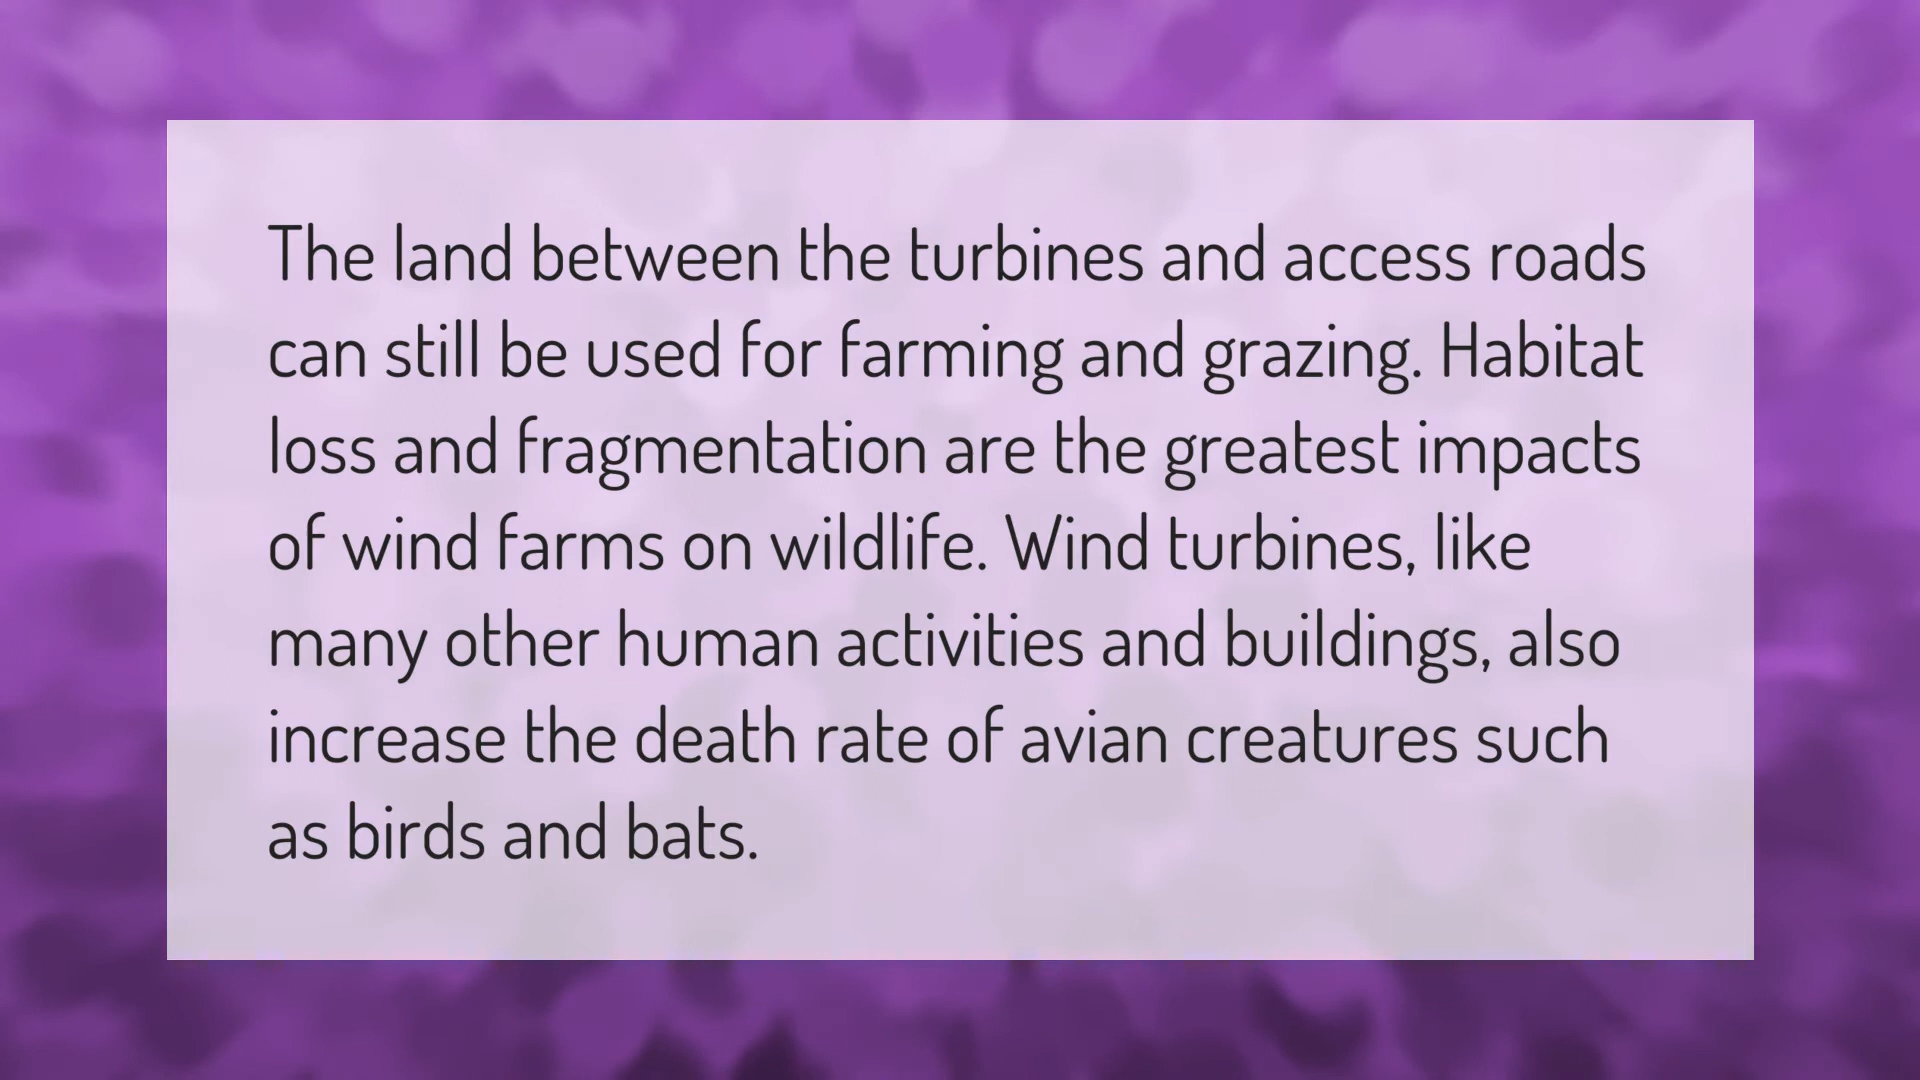 The land between the turbines and access roads
can still be used for farming and grazing. Habitat
loss and fragmentation are the greatest impacts
of wind farms on wildlife. Wind turbines, like
many other human activities and buildings, also
increase the death rate of avian creatures such
as birds and bats.